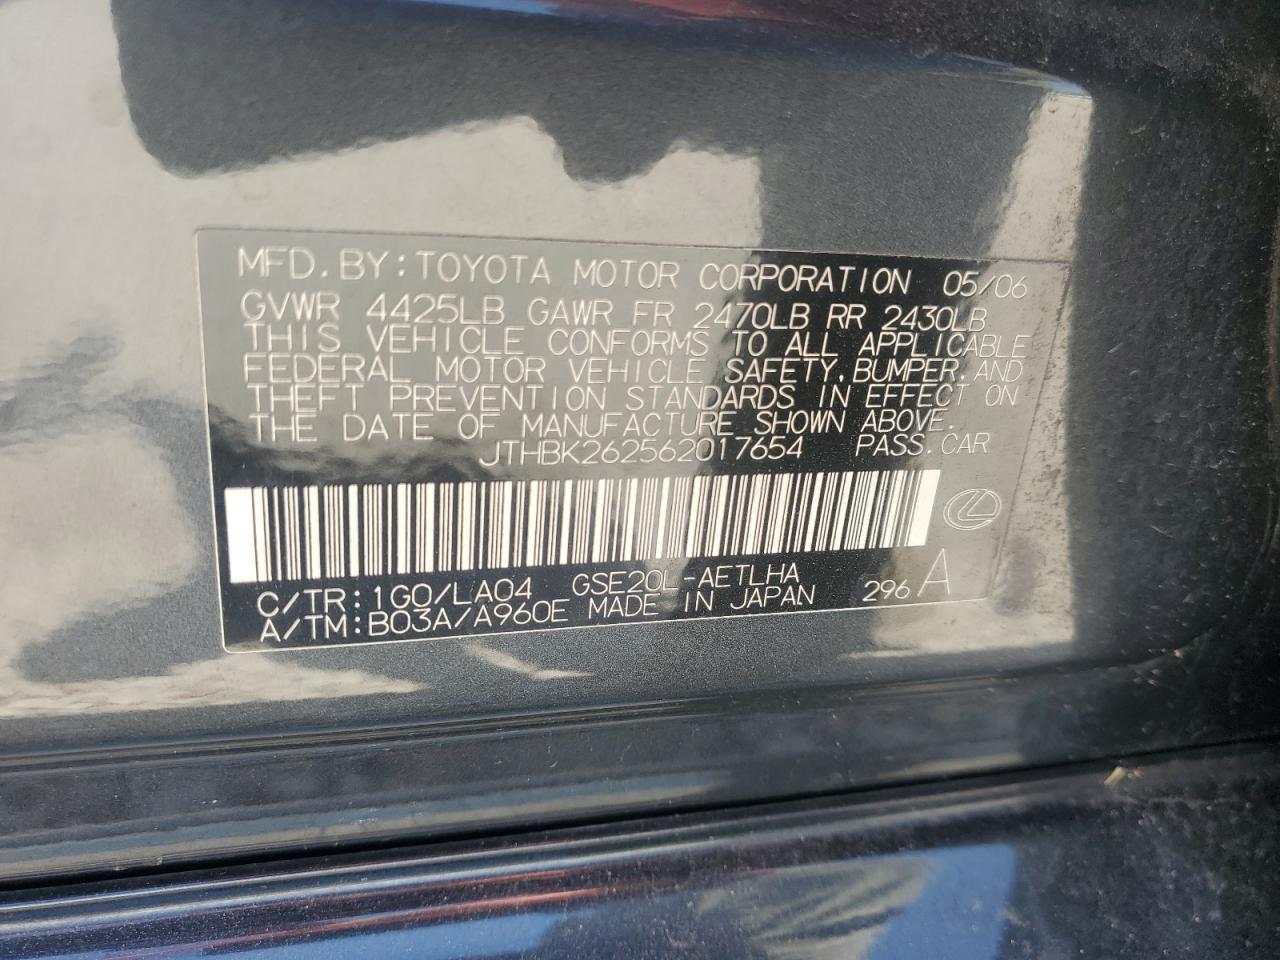 MFD.BY:TOYOTA MOTOR CORPORATION 05/06
GVWR 4425LB GAWR FR 2470LB RR 2430LB
THIS VEHICLE CONFORMS TO ALL APPLICABLE
FEDERAL MOTOR VEHICLE SAFETY,BUMPER,AND
THEFT PREVENTION STANDARDS IN EFFECT ON
THE DATE OF MANUFACTURE SHOWN ABOVE.
JTHBK262562017654 PASS.CAR
C/TR:1G0/LA04 GSE20L-AETLHA 296 A
A/TM:B03A/A960E MADE IN JAPAN